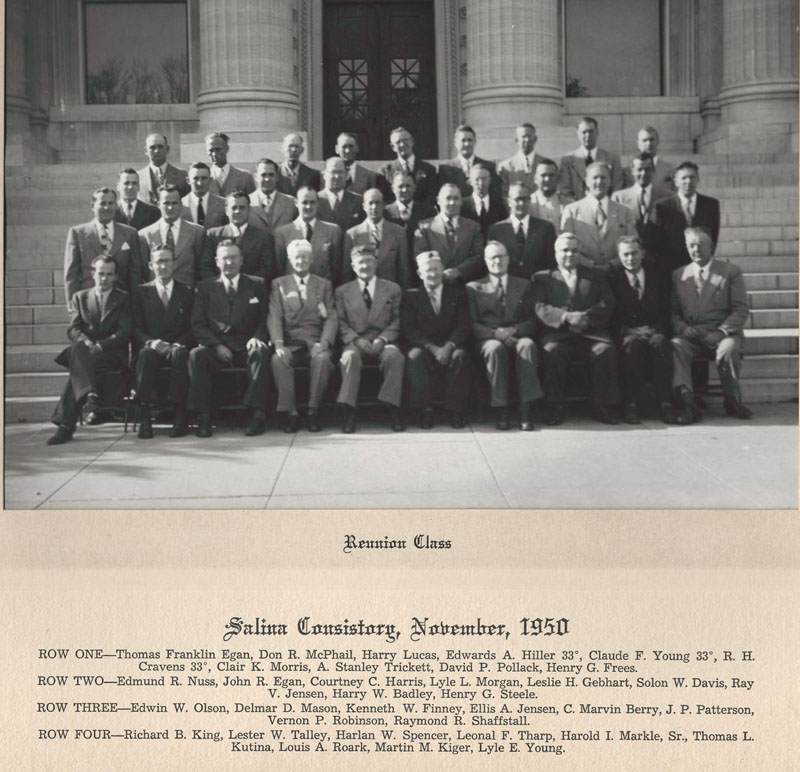 Reunion Class
Salina Consistory, November, 1950
ROW ONE—Thomas Franklin Egan, Don R. McPhail, Harry Lucas, Edwards A. Hiller 33°, Claude F. Young 33°, R. H.
Cravens 33°, Clair K. Morris, A. Stanley Trickett, David P. Pollack, Henry G. Frees.
ROW TWO—Edmund R. Nuss, John R. Egan, Courtney C. Harris, Lyle L. Morgan, Leslie H. Gebhart, Solon W. Davis, Ray
V. Jensen, Harry W. Badley, Henry G. Steele.
ROW THREE—Edwin W. Olson, Delmar D. Mason, Kenneth W. Finney, Ellis A. Jensen, C. Marvin Berry, J. P. Patterson,
Vernon P. Robinson, Raymond R. Shaffstall.
ROW FOUR—Richard B. King, Lester W. Talley, Harlan W. Spencer, Leonal F. Tharp, Harold I. Markle, Sr., Thomas L.
Kutina, Louis A. Roark, Martin M. Kiger, Lyle E. Young.